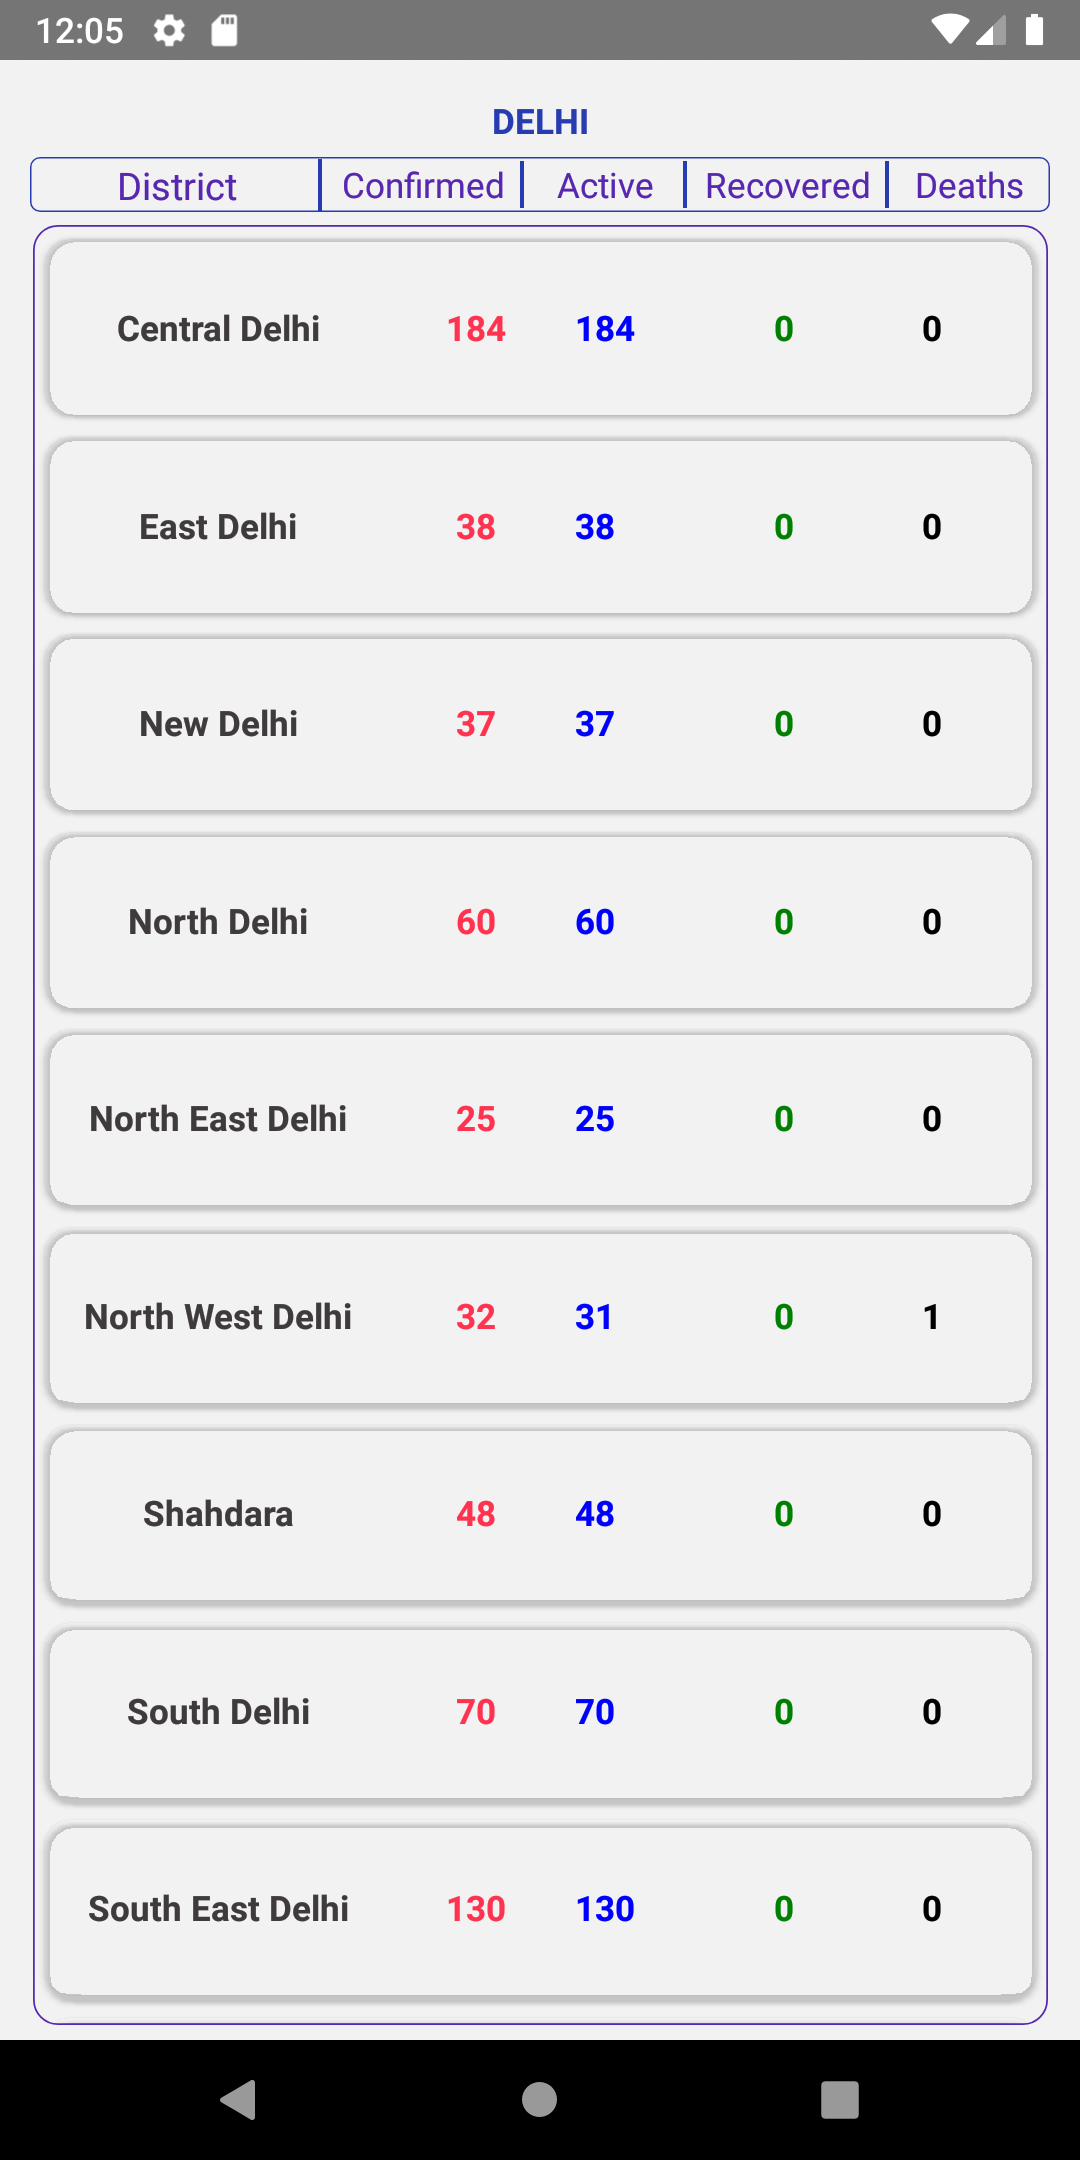 12:05
DELHI
District Confirmed Active Recovered Deaths
Central Delhi 184 184 0 0
East Delhi 38 38 0 0
New Delhi 37 37 0 0
North Delhi 60 60 0 0
North East Delhi 25 25 0 0
North West Delhi 32 31 0 1
Shahdara 48 48 0 0
South Delhi 70 70 0 0
South East Delhi 130 130 0 0